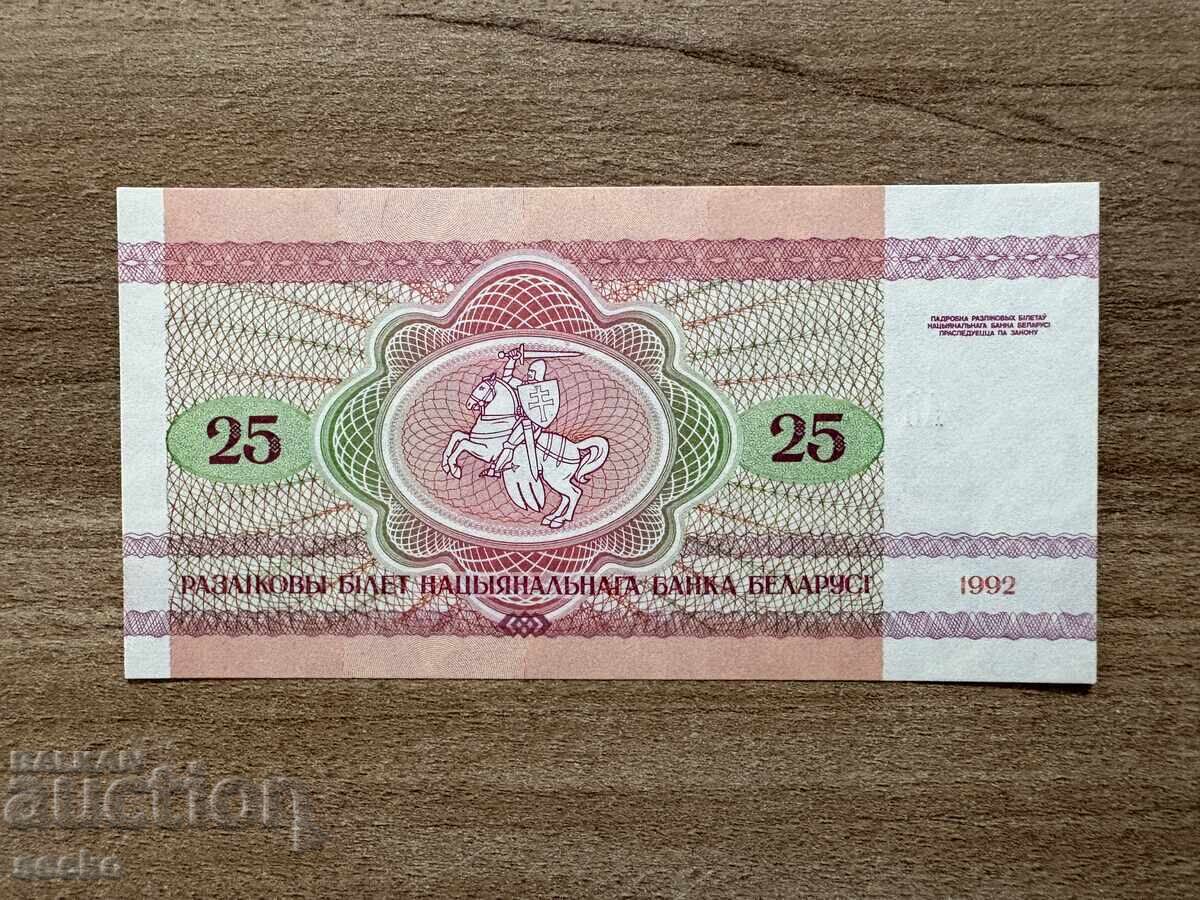 ПАДРОБКА РАЗЛІКОВЫХ БІЛЕТАЎ
НАЦЫЯНАЛЬНАГА БАНКА БЕЛАРУСІ
ПРАСЛЕДУЕЦЦА ПА ЗАКОНУ
25
25
РАЗЛІКОВЫ БІЛЕТ НАЦЫЯНАЛЬНАГА БАНКА БЕЛАРУСІ
1992
BALKAN
auction